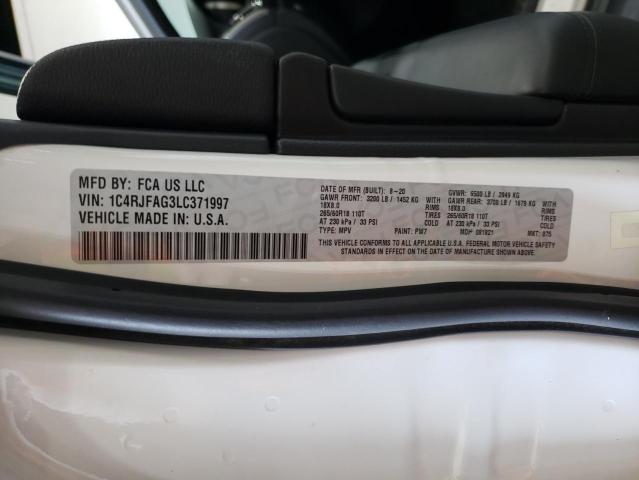 MFD BY: FCA US LLC
VIN: 1C4RJFAG3LC371997
VEHICLE MADE IN: U.S.A.
DATE OF MFR (BUILT): 8-20 GVWR: 6500 LB / 2949 KG
GAWR FRONT: 3200 LB / 1452 KG WITH GAWR REAR: 3700 LB / 1679 KG WITH
18X8.0 RIMS 18X8.0 RIMS
265/60R18 110T TIRES 265/60R18 110T TIRES
AT 230 kPa / 33 PSI COLD AT 230 kPa / 33 PSI COLD
TYPE: MPV PAINT: PW7 MDH# 081821 MKT: 875
THIS VEHICLE CONFORMS TO ALL APPLICABLE U.S.A. FEDERAL MOTOR VEHICLE SAFETY
STANDARDS IN EFFECT ON THE DATE OF MANUFACTURE SHOWN ABOVE.